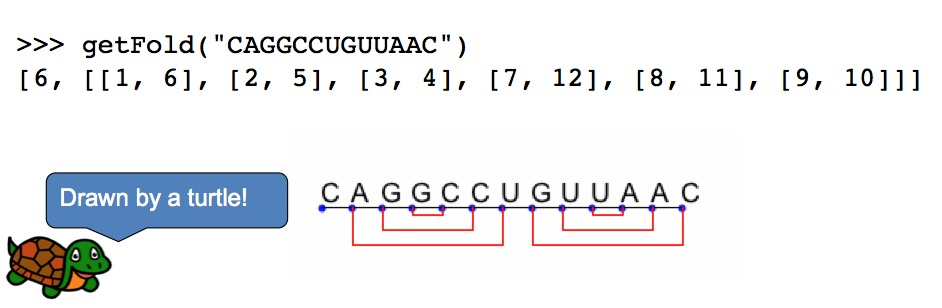 >>> getFold("CAGGCCUGUUAAC")
[6, [[1, 6], [2, 5], [3, 4], [7, 12], [8, 11], [9, 10]]]
Drawn by a turtle!
C A G G C C U G U U A A C